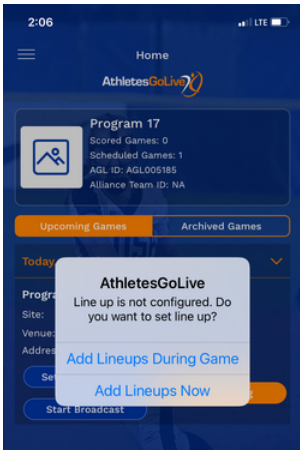 2:06
LTE
Home
AthletesGoLive
Program 17
Scored Games: 0
Scheduled Games: 1
AGL ID: AGL005185
Alliance Team ID: NA
Upcoming Games Archived Games
Today
AthletesGoLive
Line up is not configured. Do
you want to set line up?
Site:
Venue:
Add Lineups During Game
Add Lineups Now
Start Broadcast